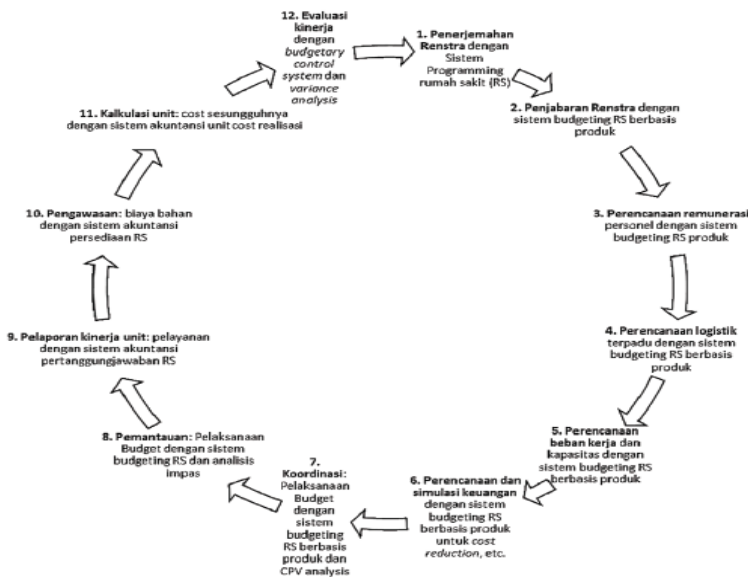 12. Evaluasi
kinerja
dengan
budgetary
control
system dan
variance
analysis
1. Penerjemahan
Renstra dengan
Sistem
Programming
rumah sakit (RS)
2. Penjabaran Renstra dengan
sistem budgeting RS berbasis
produk
3. Perencanaan remunerasi
personel dengan sistem
budgeting RS produk
4. Perencanaan logistik
terpadu dengan sistem
budgeting RS berbasis
produk
5. Perencanaan
beban kerja dan
kapasitas dengan
sistem budgeting RS
berbasis produk
6. Perencanaan dan
simulasi keuangan
dengan sistem
budgeting RS
berbasis produk
untuk cost
reduction, etc.
7.
Koordinasi:
Pelaksanaan
Budget
dengan
sistem
budgeting
RS berbasis
produk dan
CPV analysis
8. Pemantauan: Pelaksanaan
Budget dengan sistem
budgeting RS dan analisis
impas
9. Pelaporan kinerja unit: pelayanan
dengan sistem akuntansi
pertanggungjawaban RS
10. Pengawasan: biaya bahan
dengan sistem akuntansi
persediaan RS
11. Kalkulasi unit: cost sesungguhnya
dengan sistem akuntansi unit cost realisasi